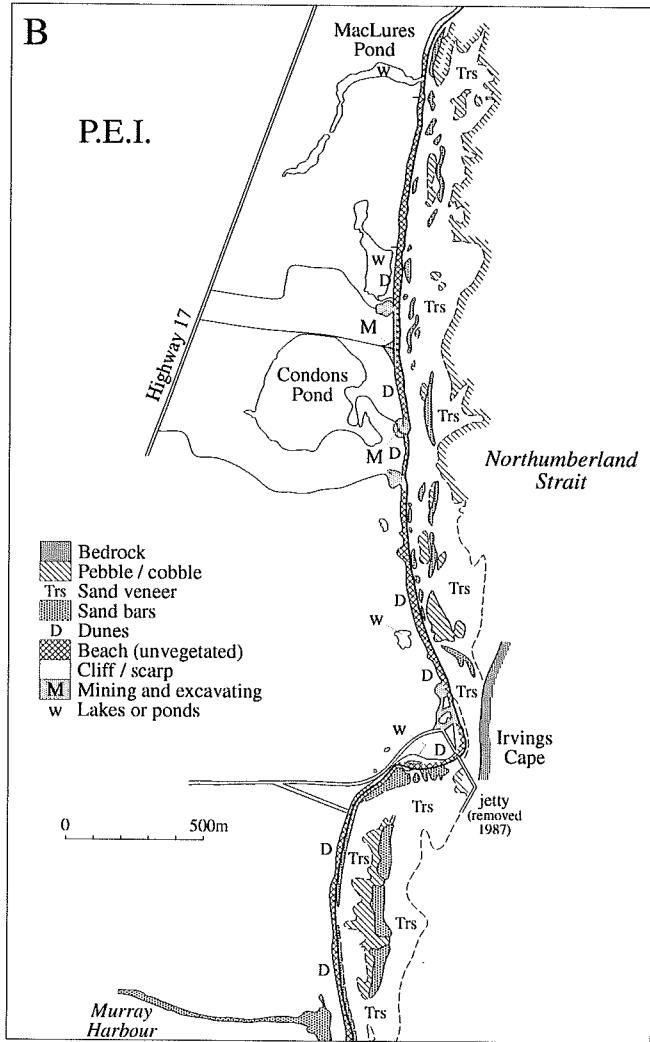 B
MacLures
Pond
w
Trs
P.E.I.
w
D
Trs
M
Highway 17
Condons
Pond
D
Trs
M
D
Northumberland
Strait
Bedrock
Pebble / cobble
Trs Sand veneer
Sand bars
D Dunes
Beach (unvegetated)
Cliff / scarp
M Mining and excavating
w Lakes or ponds
Trs
D
w
D
Trs
w
D
Irvings
Cape
Trs
jetty
(removed
1987)
0 500m
D
Trs
Trs
D
Trs
Murray
Harbour